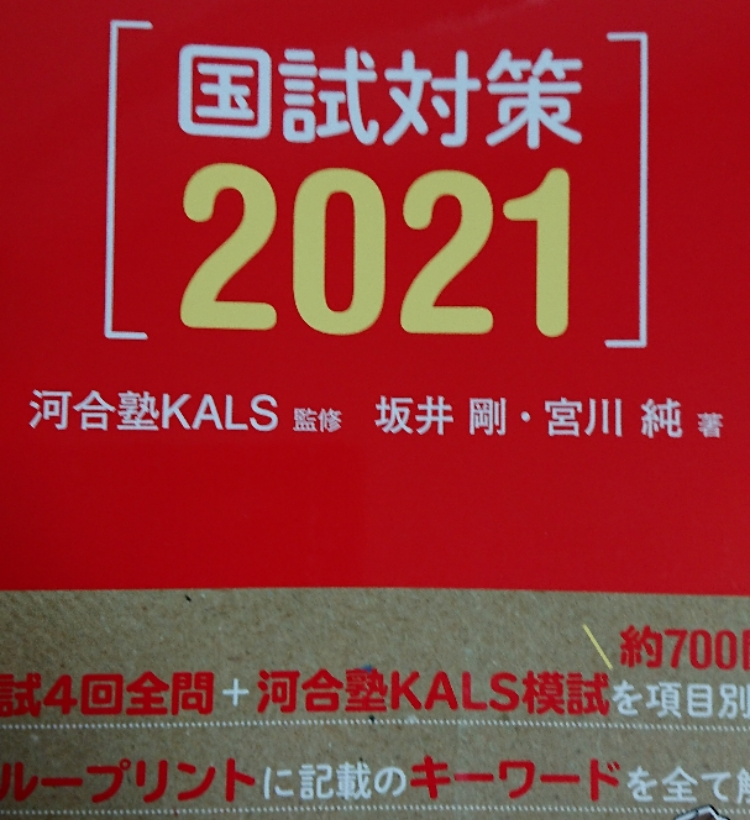 国試対策
2021
河合塾KALS 監修 坂井 剛・宮川 純 著
約700
試4回全問+河合塾KALS模試を項目別
ループリントに記載のキーワードを全て